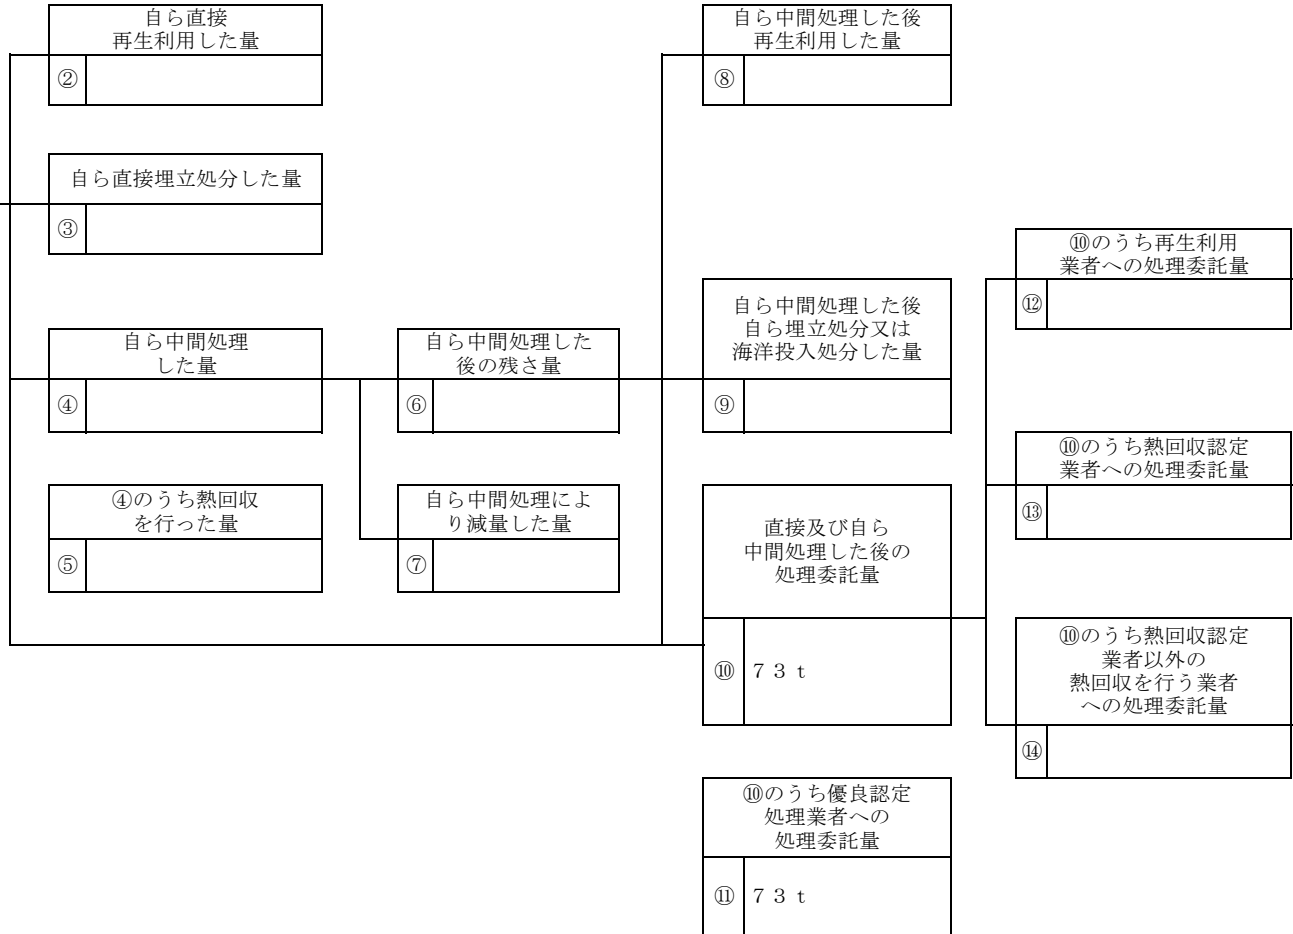 自ら直接
再生利用した量
②
自ら直接埋立処分した量
③
自ら中間処理
した量
④
④のうち熱回収
を行った量
⑤
自ら中間処理した
後の残さ量
⑥
自ら中間処理によ
り減量した量
⑦
自ら中間処理した後
再生利用した量
⑧
自ら中間処理した後
自ら埋立処分又は
海洋投入処分した量
⑨
直接及び自ら
中間処理した後の
処理委託量
⑩ ７３ｔ
⑩のうち優良認定
処理業者への
処理委託量
⑪ ７３ｔ
⑩のうち再生利用
業者への処理委託量
⑫
⑩のうち熱回収認定
業者への処理委託量
⑬
⑩のうち熱回収認定
業者以外の
熱回収を行う業者
への処理委託量
⑭